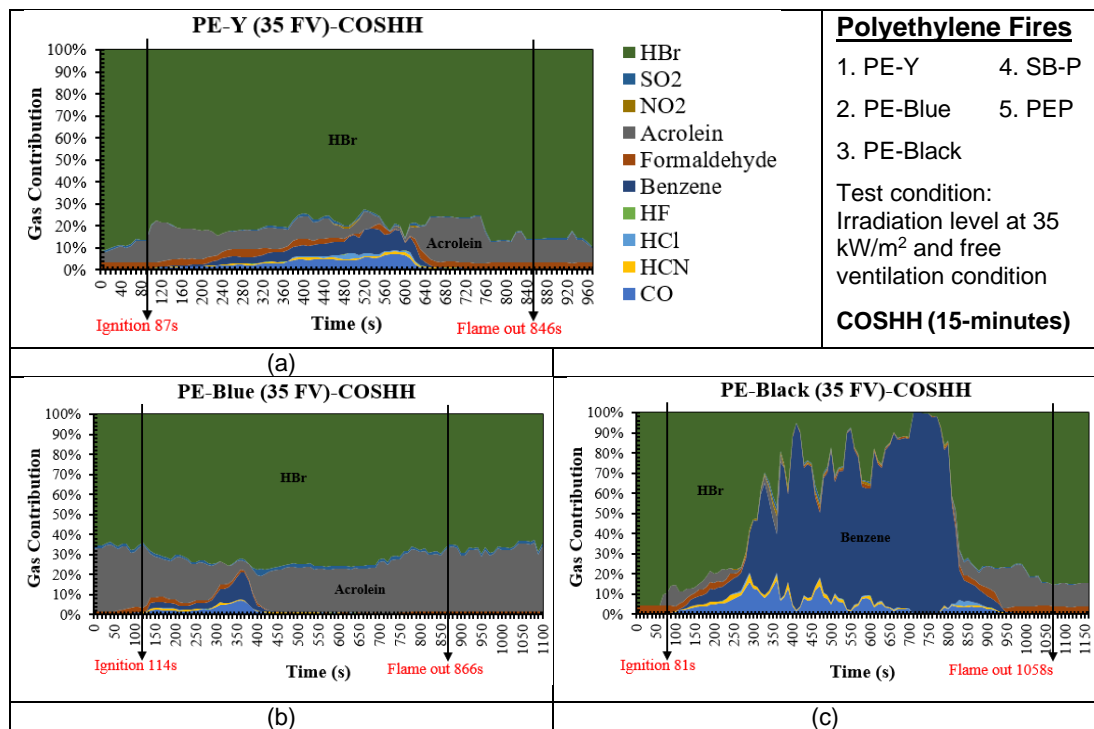 PE-Y (35 FV)-COSHH
Gas Contribution
100%
90%
80%
70%
60%
50%
40%
30%
20%
10%
0%
HBr
Acrolein
0 40 80 120 160 200 240 280 320 360 400 440 480 520 560 600 640 680 720 760 800 840 880 920 960
Ignition 87s
Time (s)
Flame out 846s
HBr
SO2
NO2
Acrolein
Formaldehyde
Benzene
HF
HCl
HCN
CO
Polyethylene Fires
1. PE-Y 4. SB-P
2. PE-Blue 5. PEP
3. PE-Black
Test condition:
Irradiation level at 35
kW/m2 and free
ventilation condition
COSHH (15-minutes)
(a)
PE-Blue (35 FV)-COSHH
Gas Contribution
100%
90%
80%
70%
60%
50%
40%
30%
20%
10%
0%
HBr
Acrolein
0 50 100 150 200 250 300 350 400 450 500 550 600 650 700 750 800 850 900 950 1000 1050 1100
Ignition 114s
Time (s)
Flame out 866s
(b)
PE-Black (35 FV)-COSHH
Gas Contribution
100%
90%
80%
70%
60%
50%
40%
30%
20%
10%
0%
HBr
Benzene
0 50 100 150 200 250 300 350 400 450 500 550 600 650 700 750 800 850 900 950 1000 1050 1100
Ignition 81s
Time (s)
Flame out 1058s
(c)